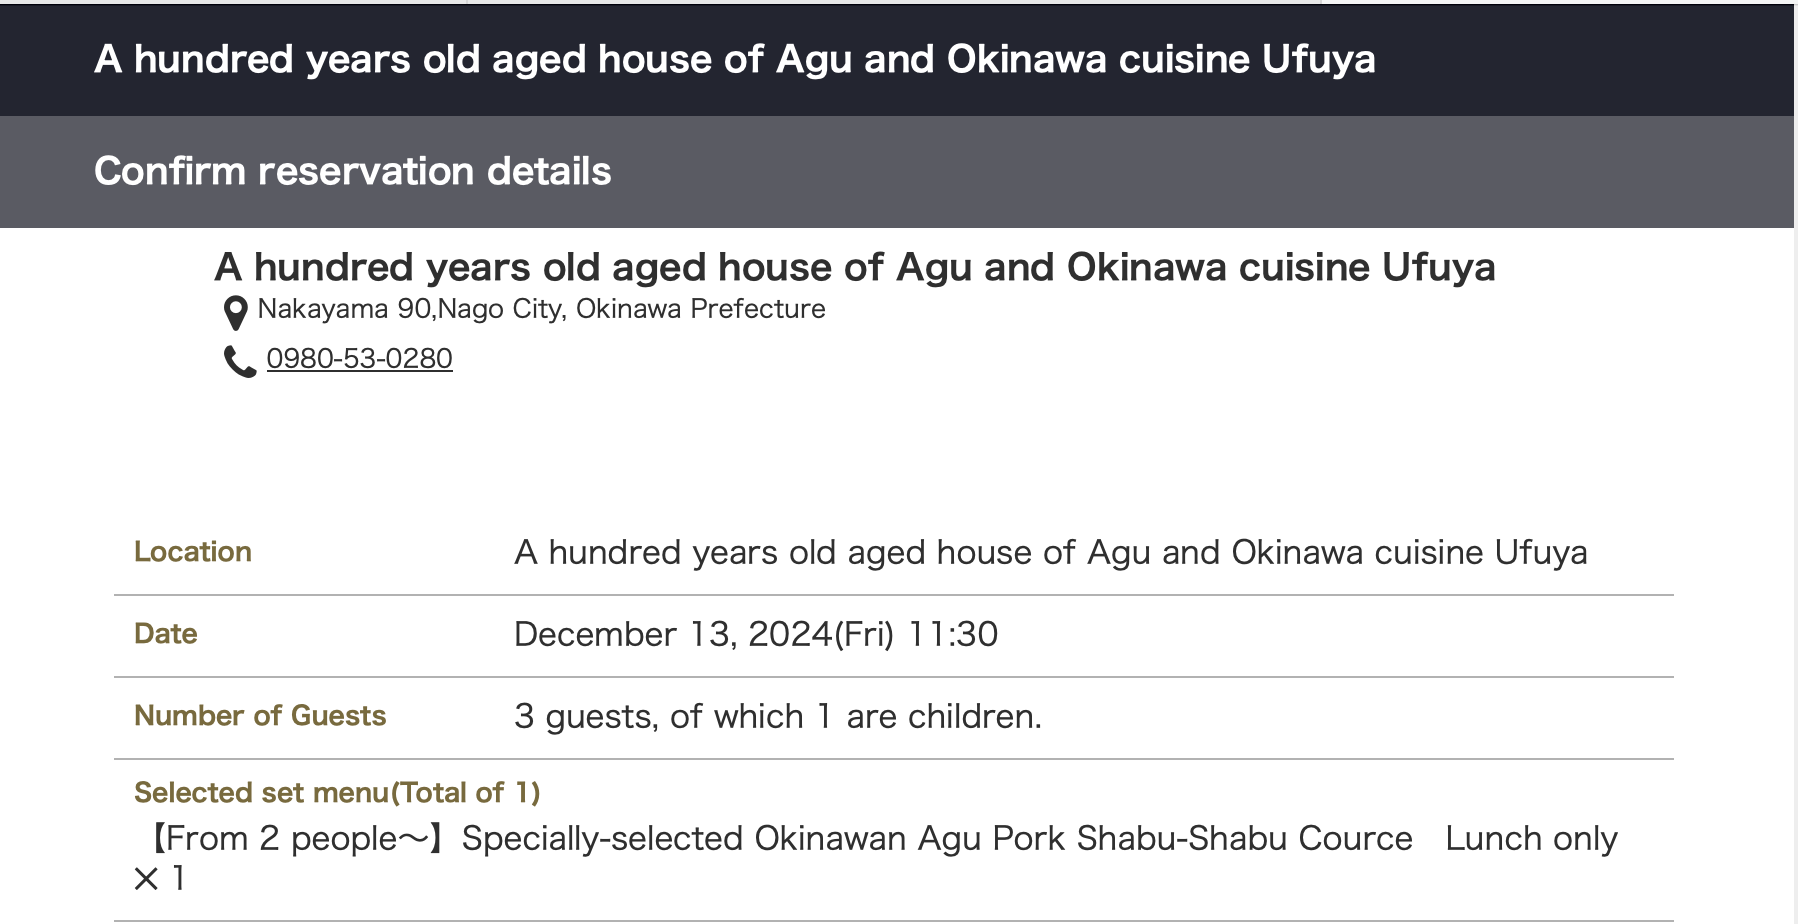 A hundred years old aged house of Agu and Okinawa cuisine Ufuya
Confirm reservation details
A hundred years old aged house of Agu and Okinawa cuisine Ufuya
Nakayama 90,Nago City, Okinawa Prefecture
0980-53-0280
Location A hundred years old aged house of Agu and Okinawa cuisine Ufuya
Date December 13, 2024(Fri) 11:30
Number of Guests 3 guests, of which 1 are children.
Selected set menu(Total of 1)
【From 2 people～】Specially-selected Okinawan Agu Pork Shabu-Shabu Cource　Lunch only
× 1